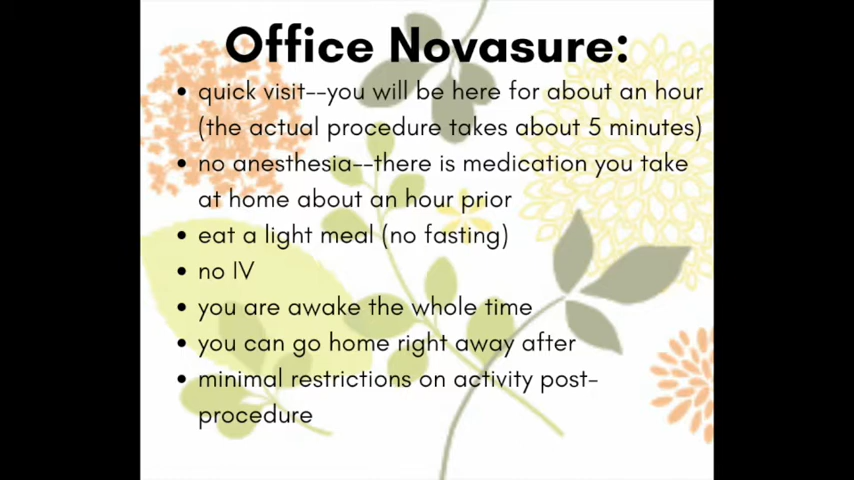 Office Novasure:
• quick visit--you will be here for about an hour
(the actual procedure takes about 5 minutes)
• no anesthesia--there is medication you take
at home about an hour prior
• eat a light meal (no fasting)
• no IV
• you are awake the whole time
• you can go home right away after
• minimal restrictions on activity post-
procedure